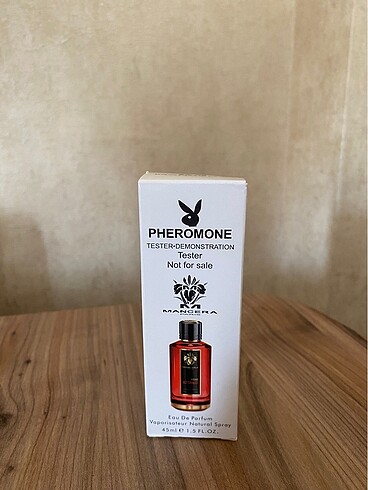 PHEROMONE
TESTER•DEMONSTRATION
Tester
Not for sale
MANCERA
Eau De Parfum
Vaporisateur Natural Spray
45ml ℮ 1.5 FL.OZ.